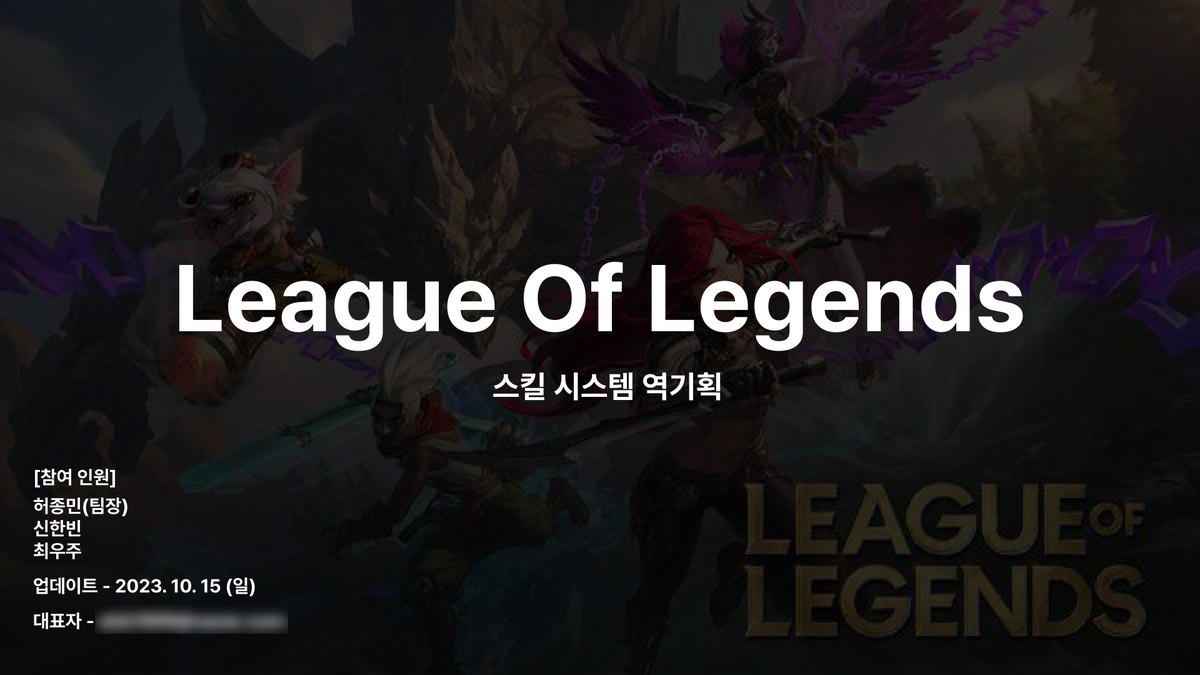 League Of Legends
스킬 시스템 역기획
[참여 인원]
허종민(팀장)
신한빈
최우주
업데이트 - 2023. 10. 15 (일)
대표자 -
LEAGUE OF
LEGENDS